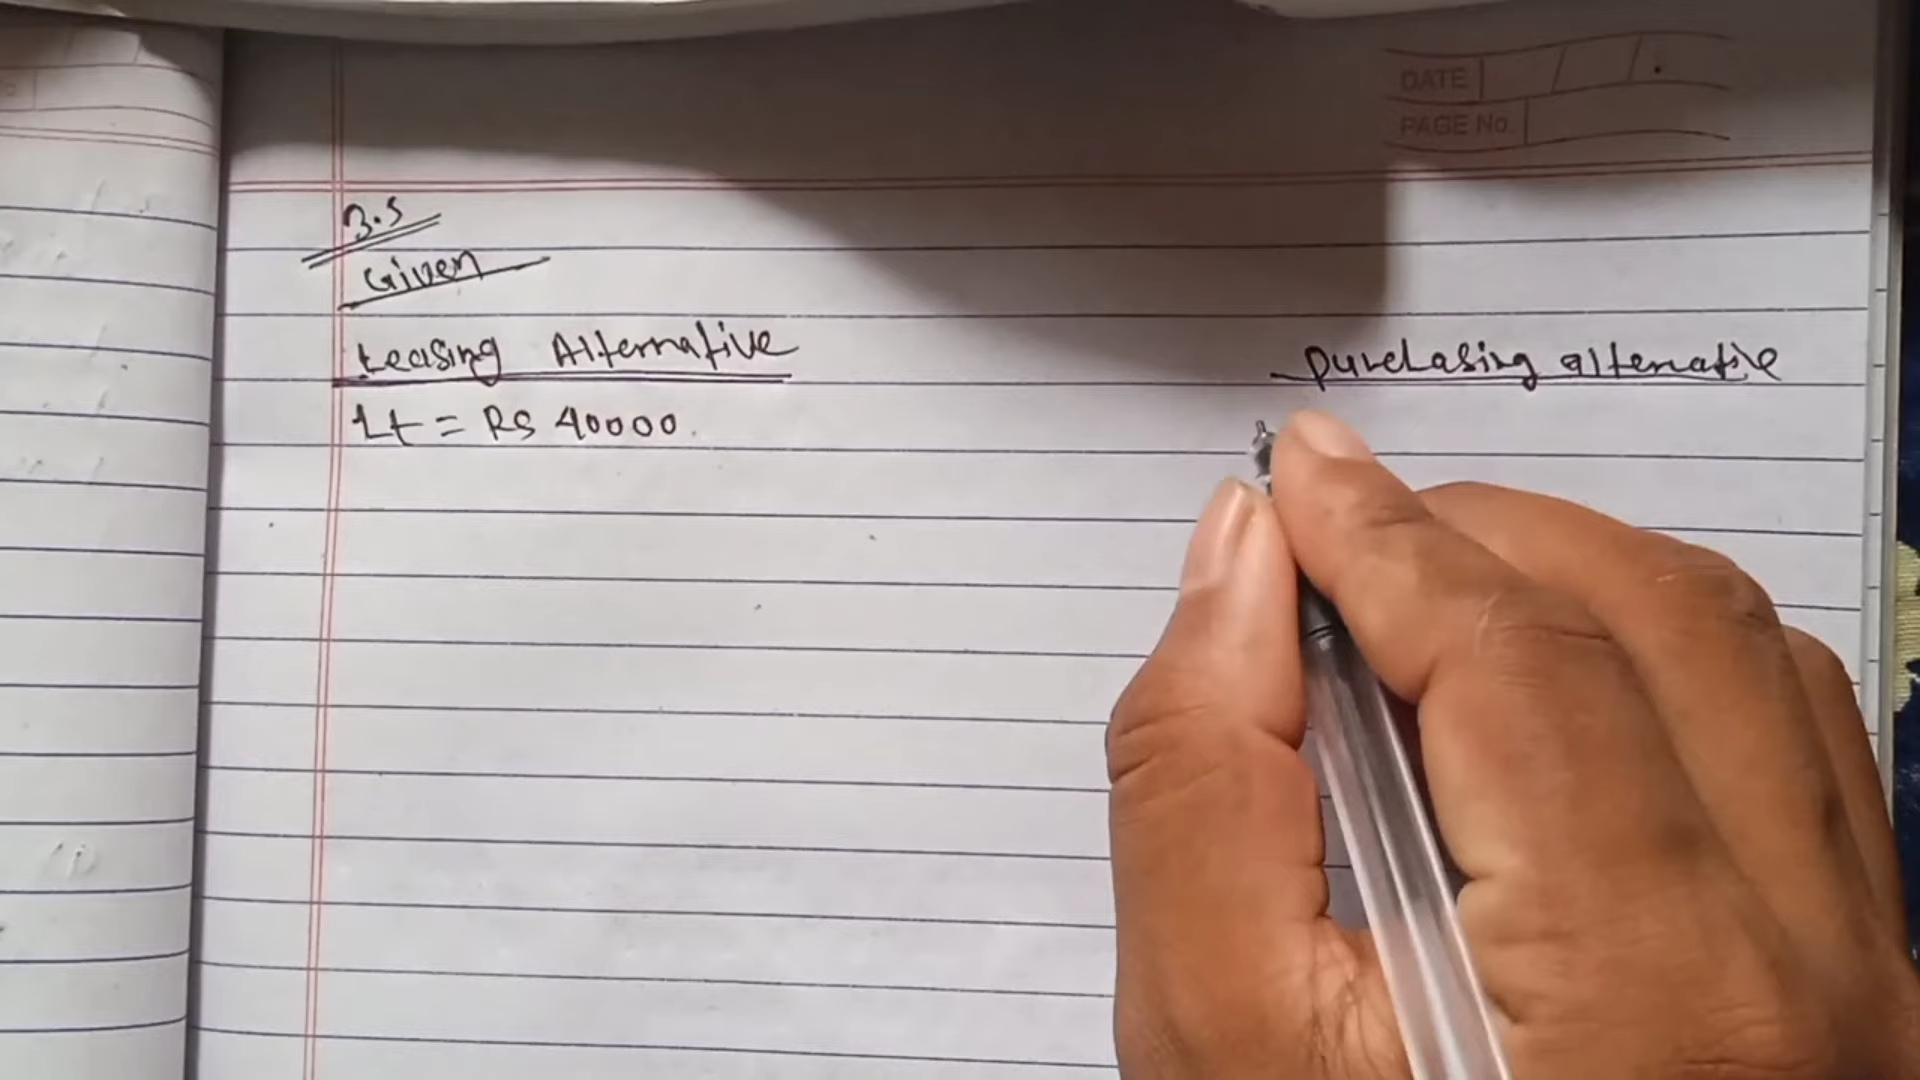 DATE
PAGE No.
3.5
Given
Leasing Alternative
purchasing alternative
Lt = Rs 40000.